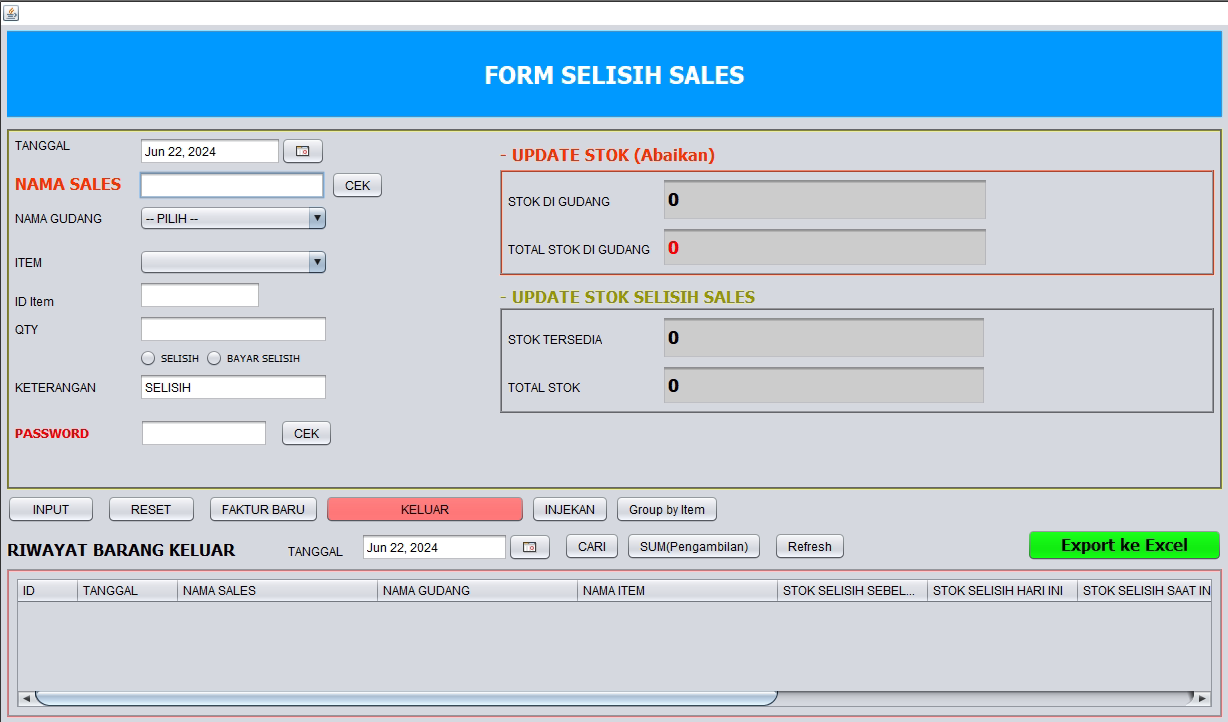 FORM SELISIH SALES
TANGGAL Jun 22, 2024
NAMA SALES CEK
NAMA GUDANG -- PILIH --
ITEM
ID Item
QTY
SELISIH BAYAR SELISIH
KETERANGAN SELISIH
PASSWORD CEK
- UPDATE STOK (Abaikan)
STOK DI GUDANG 0
TOTAL STOK DI GUDANG 0
- UPDATE STOK SELISIH SALES
STOK TERSEDIA 0
TOTAL STOK 0
INPUT RESET FAKTUR BARU KELUAR INJEKAN Group by Item
RIWAYAT BARANG KELUAR TANGGAL Jun 22, 2024 CARI SUM(Pengambilan) Refresh Export ke Excel
ID TANGGAL NAMA SALES NAMA GUDANG NAMA ITEM STOK SELISIH SEBEL... STOK SELISIH HARI INI STOK SELISIH SAAT IN